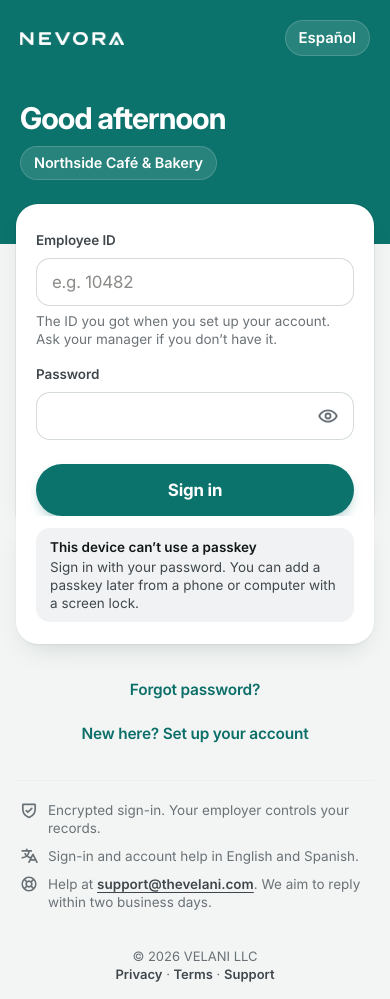 NEVORA
Español
Good afternoon
Northside Café & Bakery
Employee ID
e.g. 10482
The ID you got when you set up your account.
Ask your manager if you don’t have it.
Password
Sign in
This device can’t use a passkey
Sign in with your password. You can add a
passkey later from a phone or computer with
a screen lock.
Forgot password?
New here? Set up your account
Encrypted sign-in. Your employer controls your
records.
Sign-in and account help in English and Spanish.
Help at support@thevelani.com. We aim to reply
within two business days.
© 2026 VELANI LLC
Privacy · Terms · Support